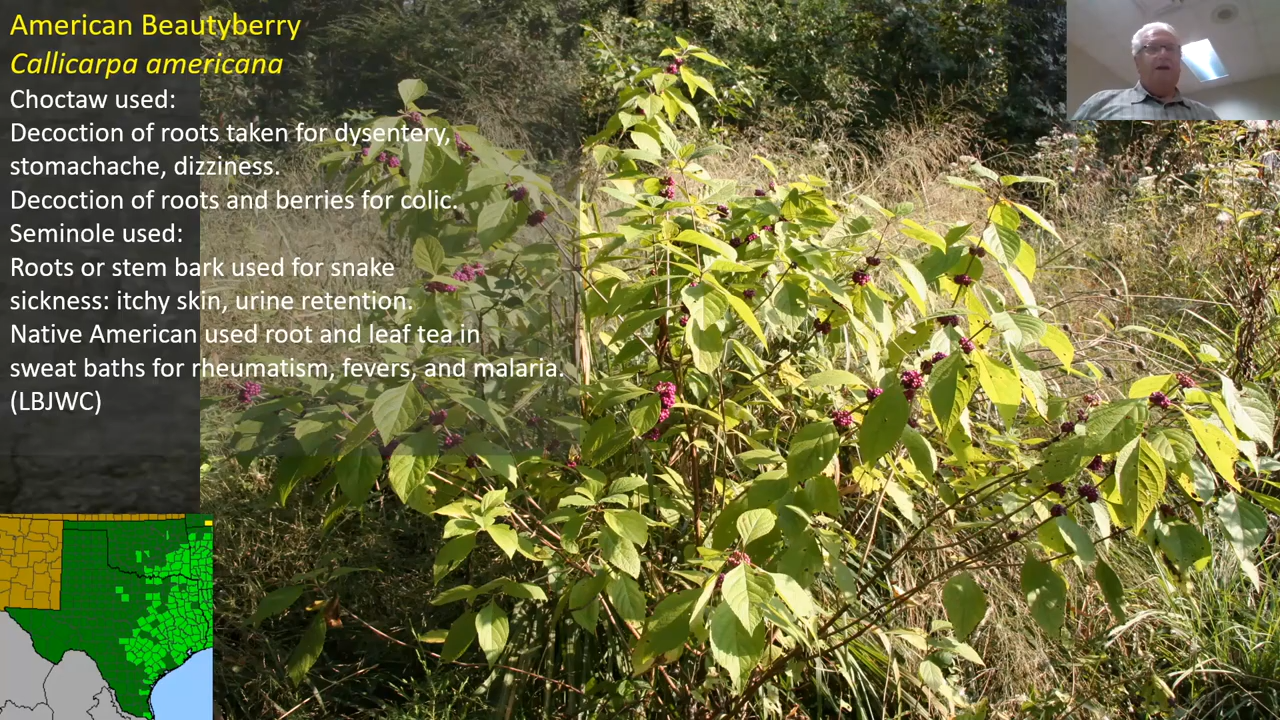 American Beautyberry
Callicarpa americana
Choctaw used:
Decoction of roots taken for dysentery,
stomachache, dizziness.
Decoction of roots and berries for colic.
Seminole used:
Roots or stem bark used for snake
sickness: itchy skin, urine retention.
Native American used root and leaf tea in
sweat baths for rheumatism, fevers, and malaria.
(LBJWC)